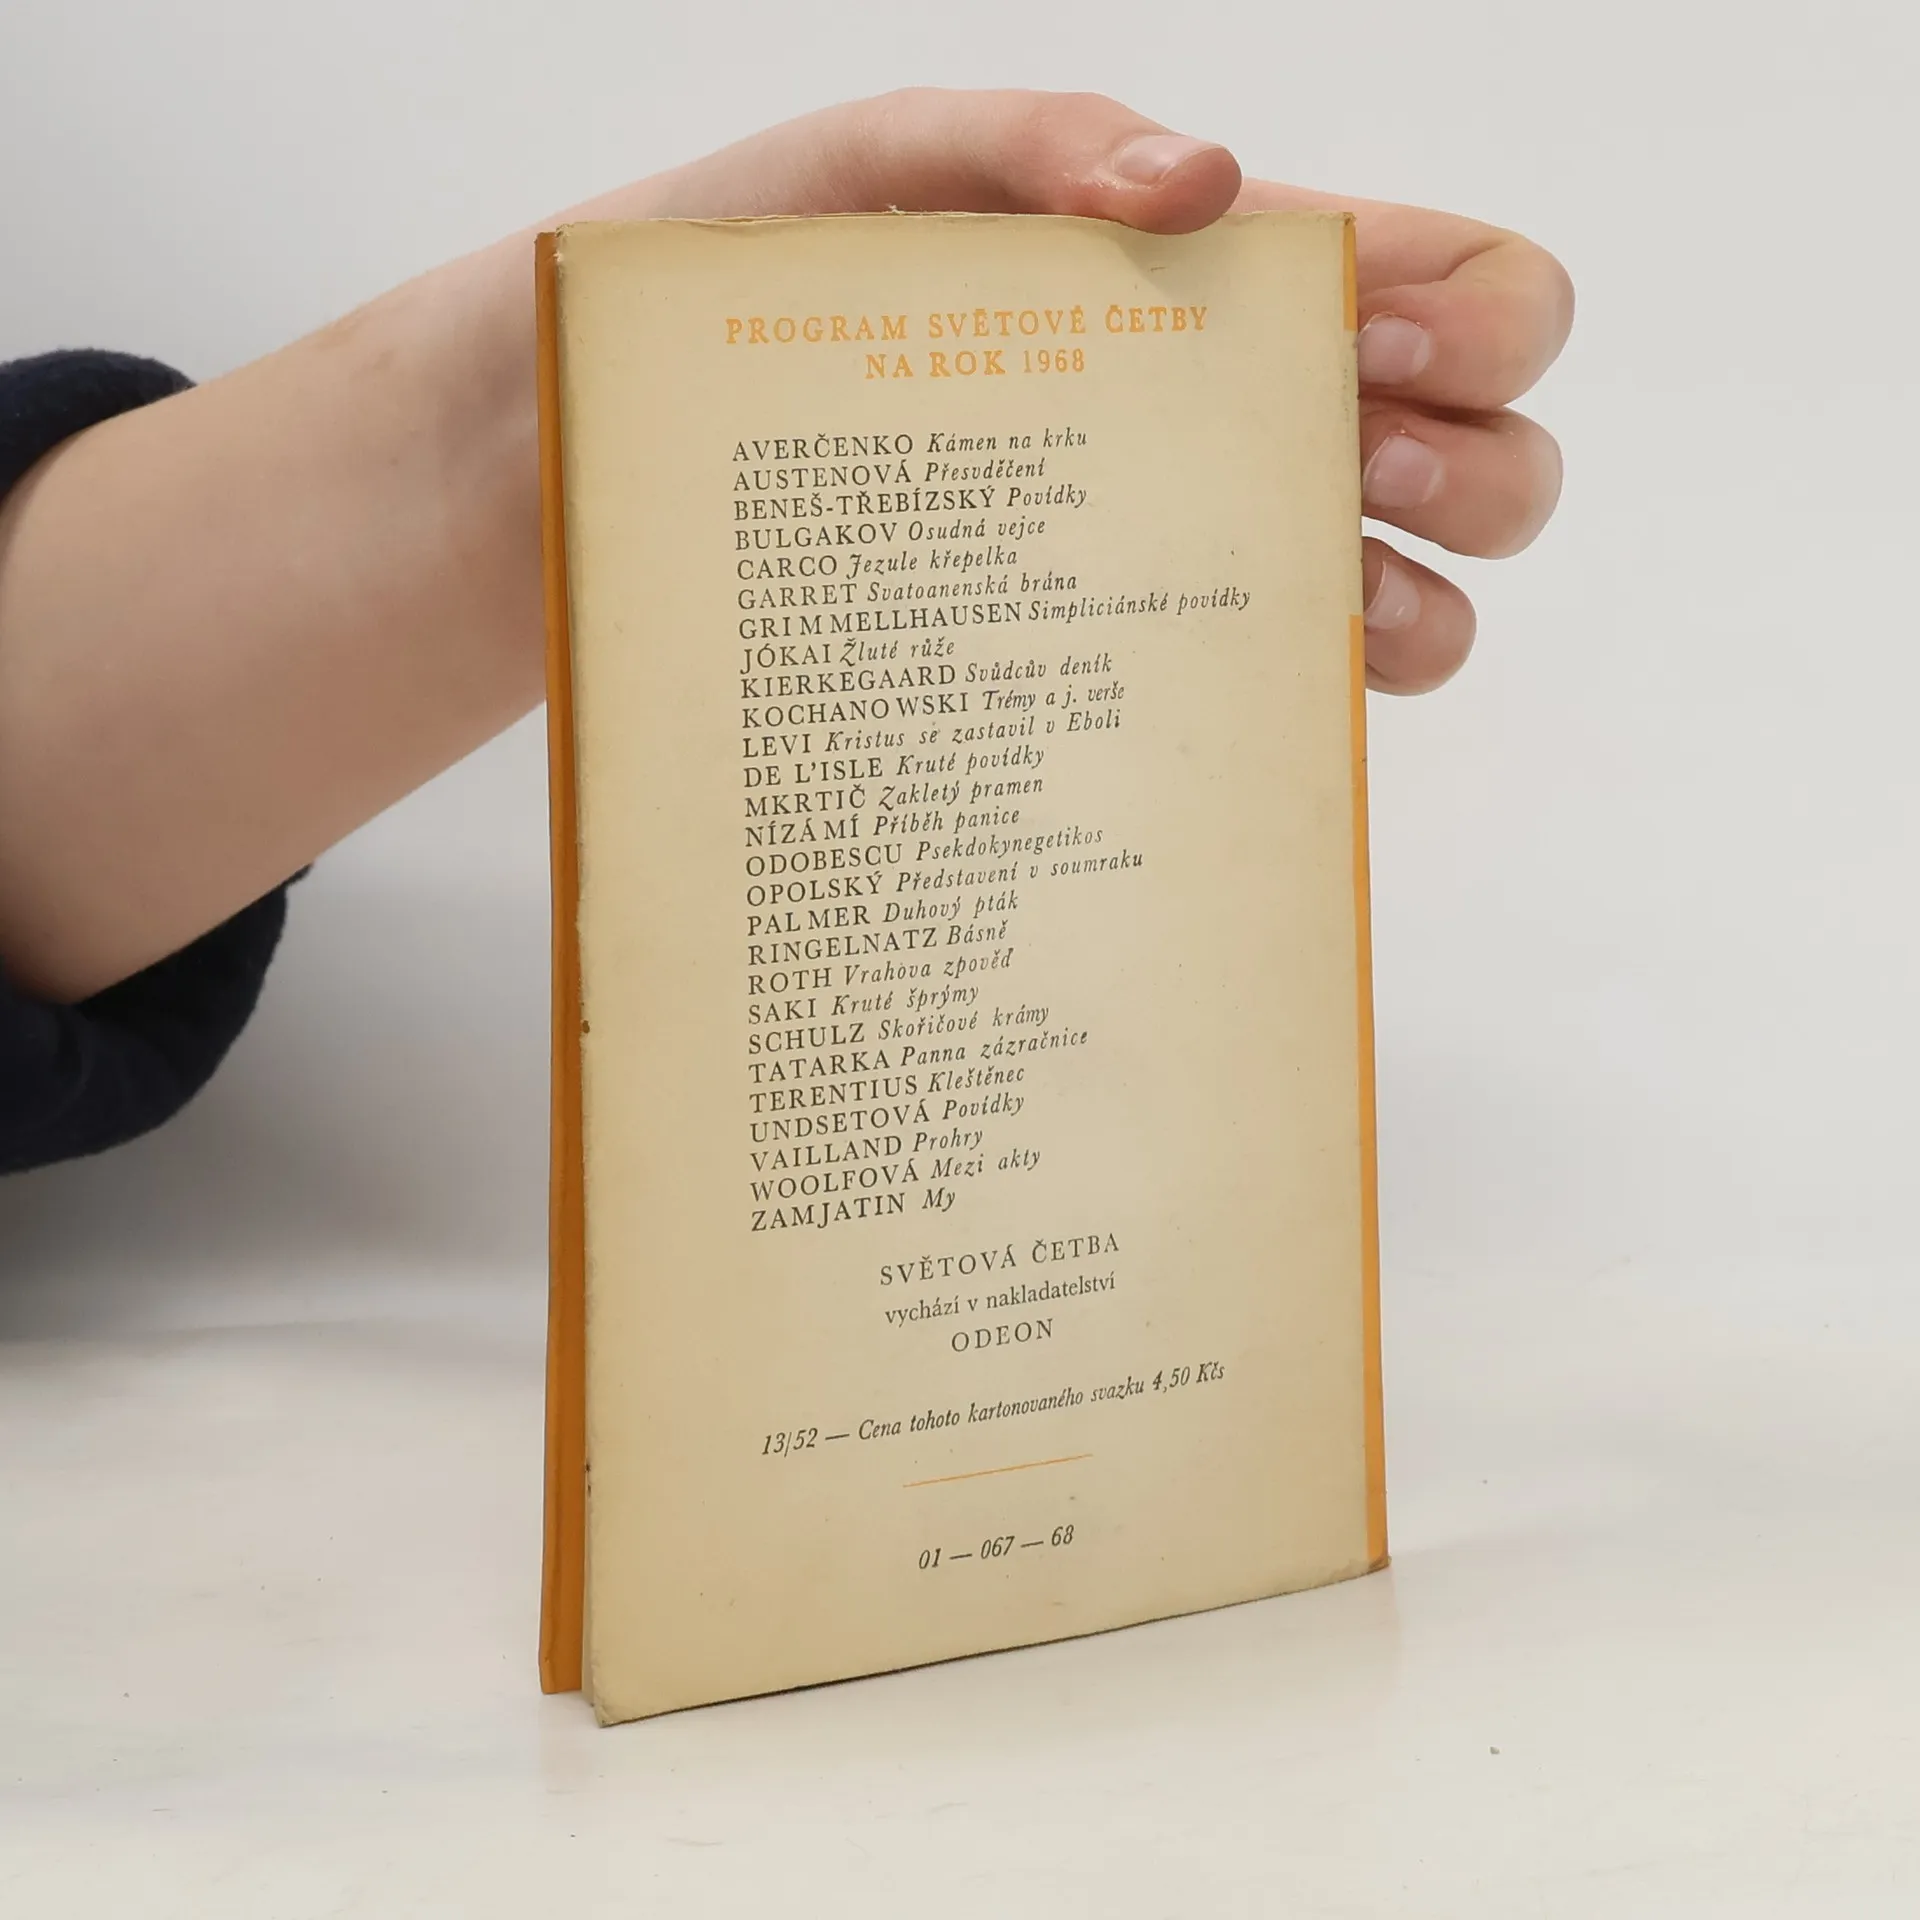 PROGRAM SVĚTOVÉ ČETBY
NA ROK 1968
AVERČENKO Kámen na krku
AUSTENOVÁ Přesvděčení
BENEŠ-TŘEBÍZSKÝ Povídky
BULGAKOV Osudná vejce
CARCO Jezule křepelka
GARRET Svatoanenská brána
GRIMMELLHAUSEN Simpliciánské povídky
JÓKAI Žluté růže
KIERKEGAARD Svůdcův deník
KOCHANOWSKI Trémy a j. verše
LEVI Kristus se zastavil v Eboli
DE L'ISLE Kruté povídky
MKRTIČ Zakletý pramen
NÍZÁMÍ Příběh panice
ODOBESCU Psekdokynegetikos
OPOLSKÝ Představení v soumraku
PALMER Duhový pták
RINGELNATZ Básně
ROTH Vrahova zpověď
SAKI Kruté šprýmy
SCHULZ Skořičové krámy
TATARKA Panna zázračnice
TERENTIUS Kleštěnec
UNDSETOVÁ Povídky
VAILLAND Prohry
WOOLFOVÁ Mezi akty
ZAMJATIN My
SVĚTOVÁ ČETBA
vychází v nakladatelství
ODEON
13/52 — Cena tohoto kartonovaného svazku 4,50 Kčs
01 — 067 — 68